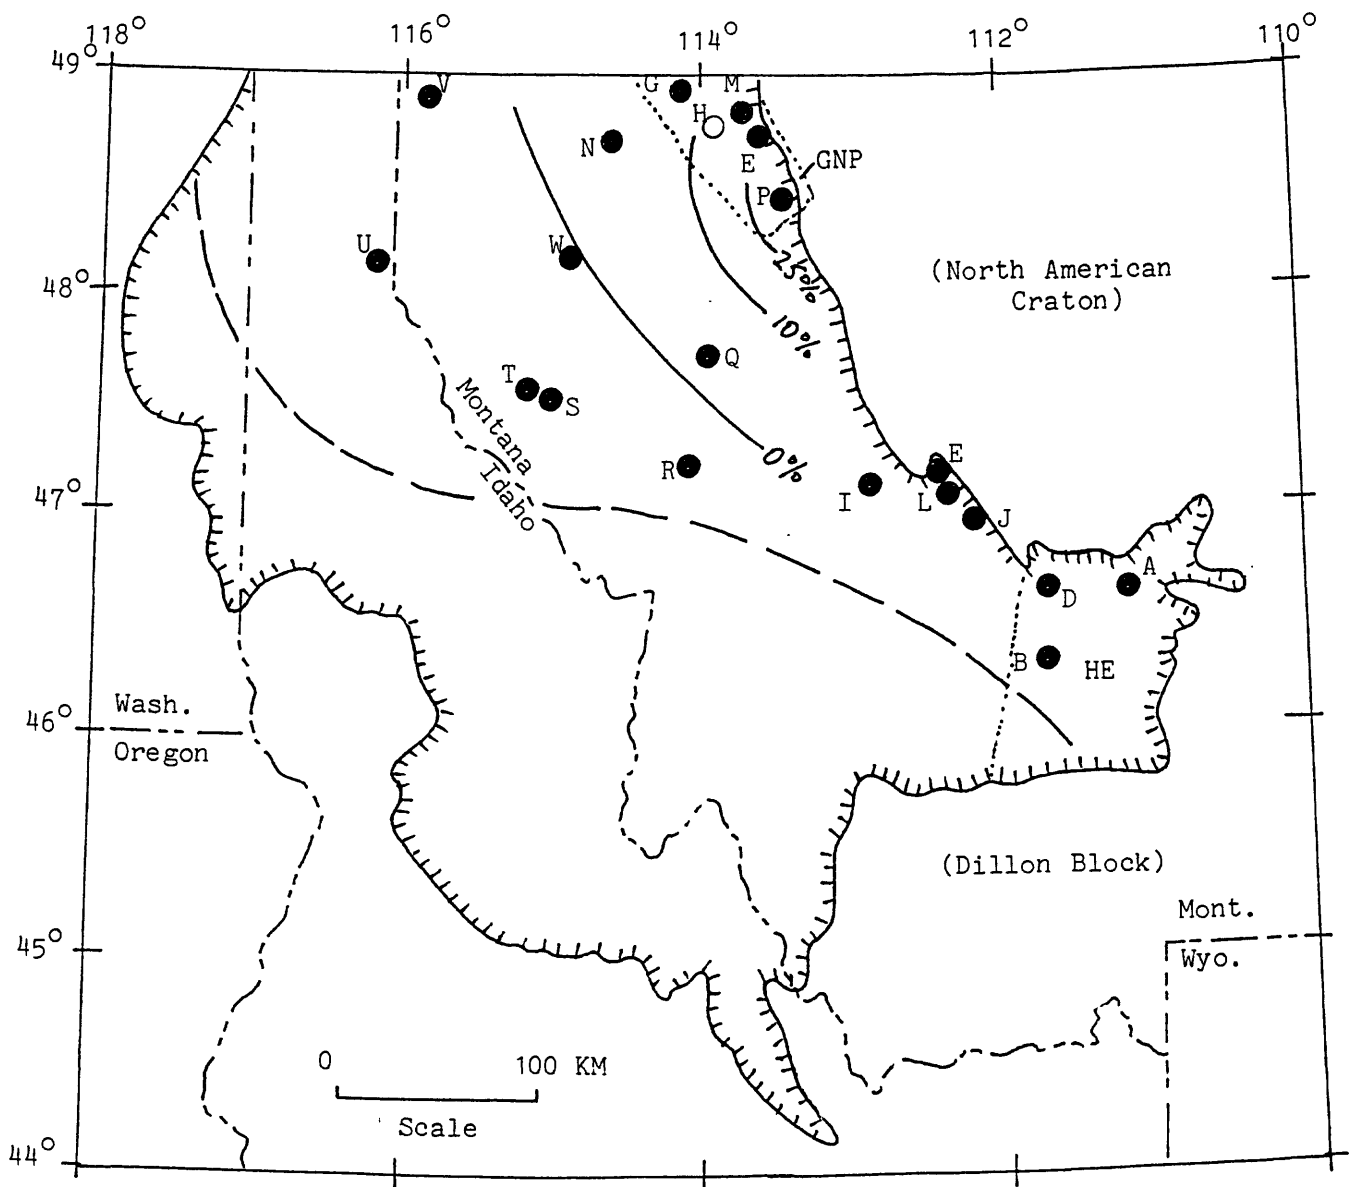 118° 116° 114° 112° 110°
49°
V G M
H
N E GNP
P
U W
25%
(North American
Craton)
48°
10%
Q
T S
Montana
Idaho
0%
R I E
L J
47°
A
D
B HE
Wash.
46°
Oregon
(Dillon Block)
Mont.
45°
Wyo.
0 100 KM
Scale
44°